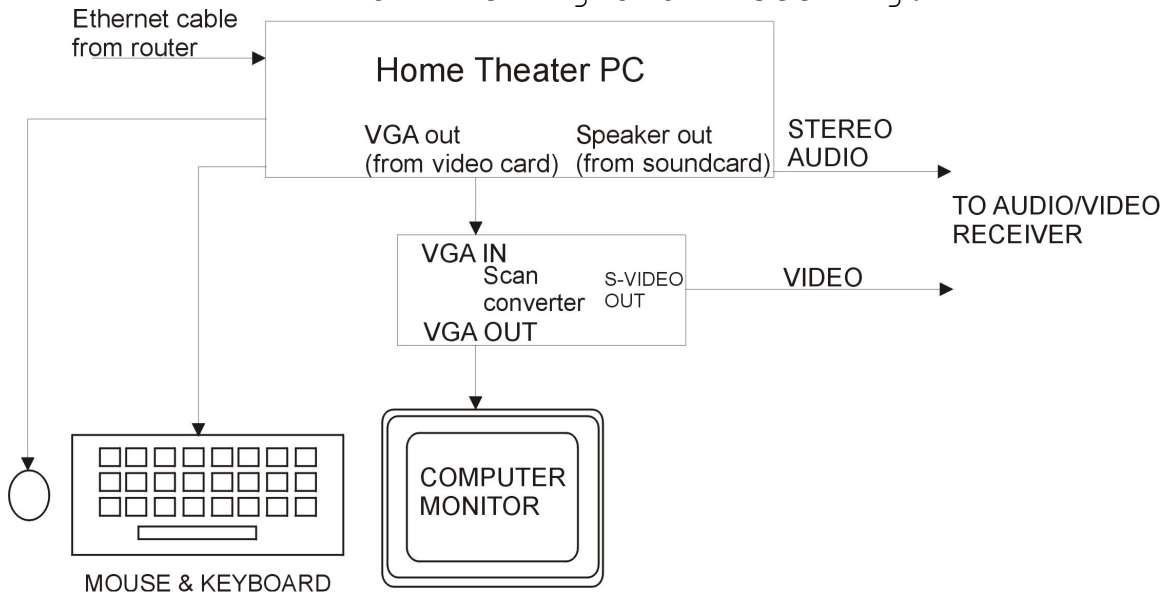 Ethernet cable
from router
Home Theater PC
VGA out
(from video card)
Speaker out
(from soundcard)
STEREO
AUDIO
TO AUDIO/VIDEO
RECEIVER
VGA IN
Scan
converter
S-VIDEO
OUT
VGA OUT
VIDEO
COMPUTER
MONITOR
MOUSE & KEYBOARD